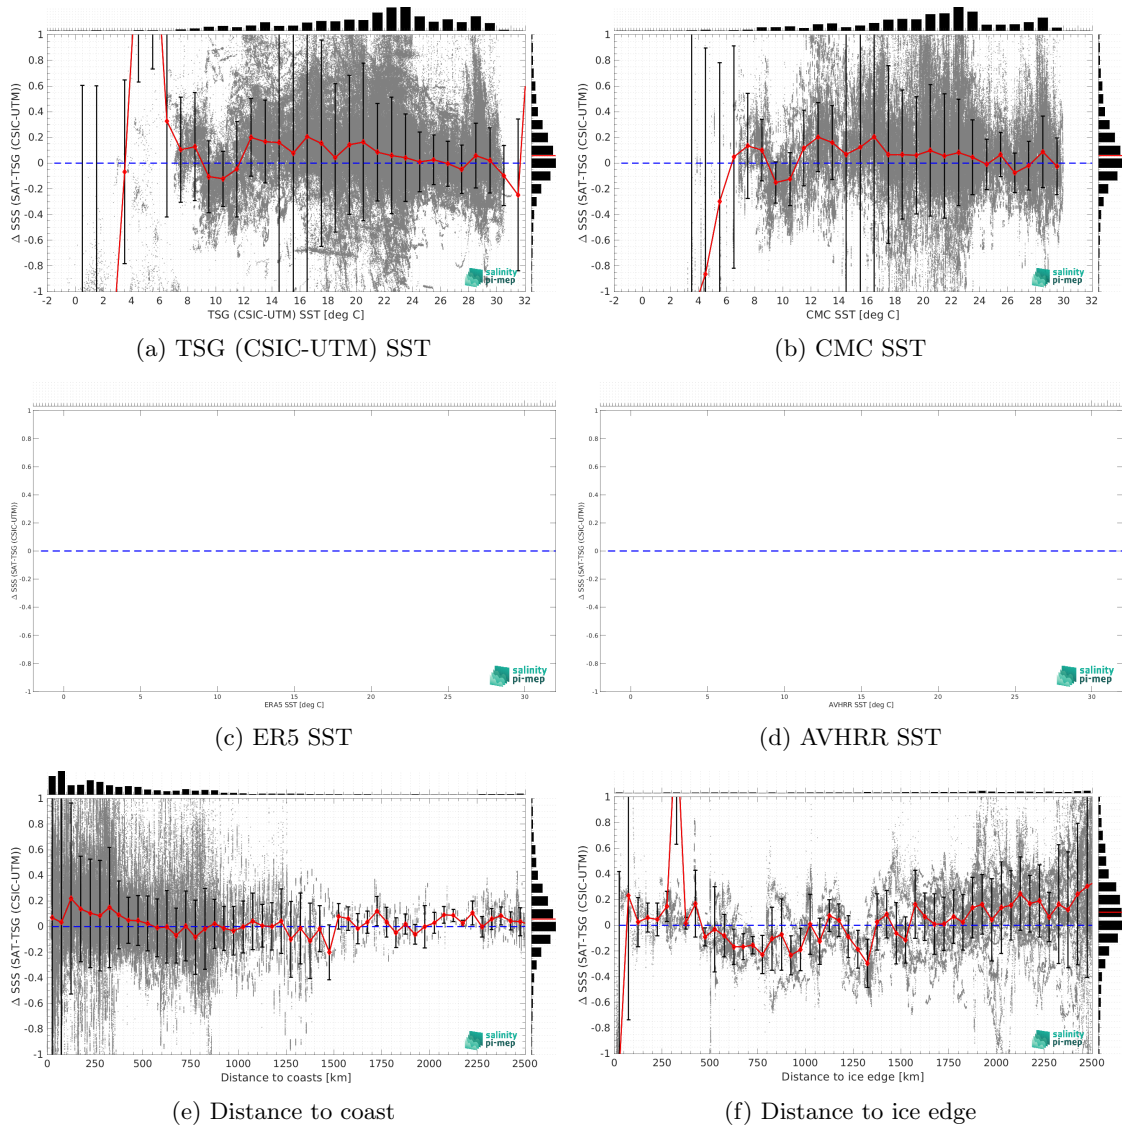 1
0.8
0.6
0.4
0.2
0
-0.2
-0.4
-0.6
-0.8
-1
Δ SSS (SAT-TSG (CSIC-UTM))
-2 0 2 4 6 8 10 12 14 16 18 20 22 24 26 28 30 32
TSG (CSIC-UTM) SST [deg C]
salinity
pi-mep
(a) TSG (CSIC-UTM) SST
1
0.8
0.6
0.4
0.2
0
-0.2
-0.4
-0.6
-0.8
-1
Δ SSS (SAT-TSG (CSIC-UTM))
-2 0 2 4 6 8 10 12 14 16 18 20 22 24 26 28 30 32
CMC SST [deg C]
salinity
pi-mep
(b) CMC SST
1
0.8
0.6
0.4
0.2
0
-0.2
-0.4
-0.6
-0.8
-1
Δ SSS (SAT-TSG (CSIC-UTM))
0 5 10 15 20 25 30
ERA5 SST [deg C]
salinity
pi-mep
(c) ER5 SST
1
0.8
0.6
0.4
0.2
0
-0.2
-0.4
-0.6
-0.8
-1
Δ SSS (SAT-TSG (CSIC-UTM))
0 5 10 15 20 25 30
AVHRR SST [deg C]
salinity
pi-mep
(d) AVHRR SST
1
0.8
0.6
0.4
0.2
0
-0.2
-0.4
-0.6
-0.8
-1
Δ SSS (SAT-TSG (CSIC-UTM))
0 250 500 750 1000 1250 1500 1750 2000 2250 2500
Distance to coasts [km]
salinity
pi-mep
(e) Distance to coast
1
0.8
0.6
0.4
0.2
0
-0.2
-0.4
-0.6
-0.8
-1
Δ SSS (SAT-TSG (CSIC-UTM))
0 250 500 750 1000 1250 1500 1750 2000 2250 2500
Distance to ice edge [km]
salinity
pi-mep
(f) Distance to ice edge